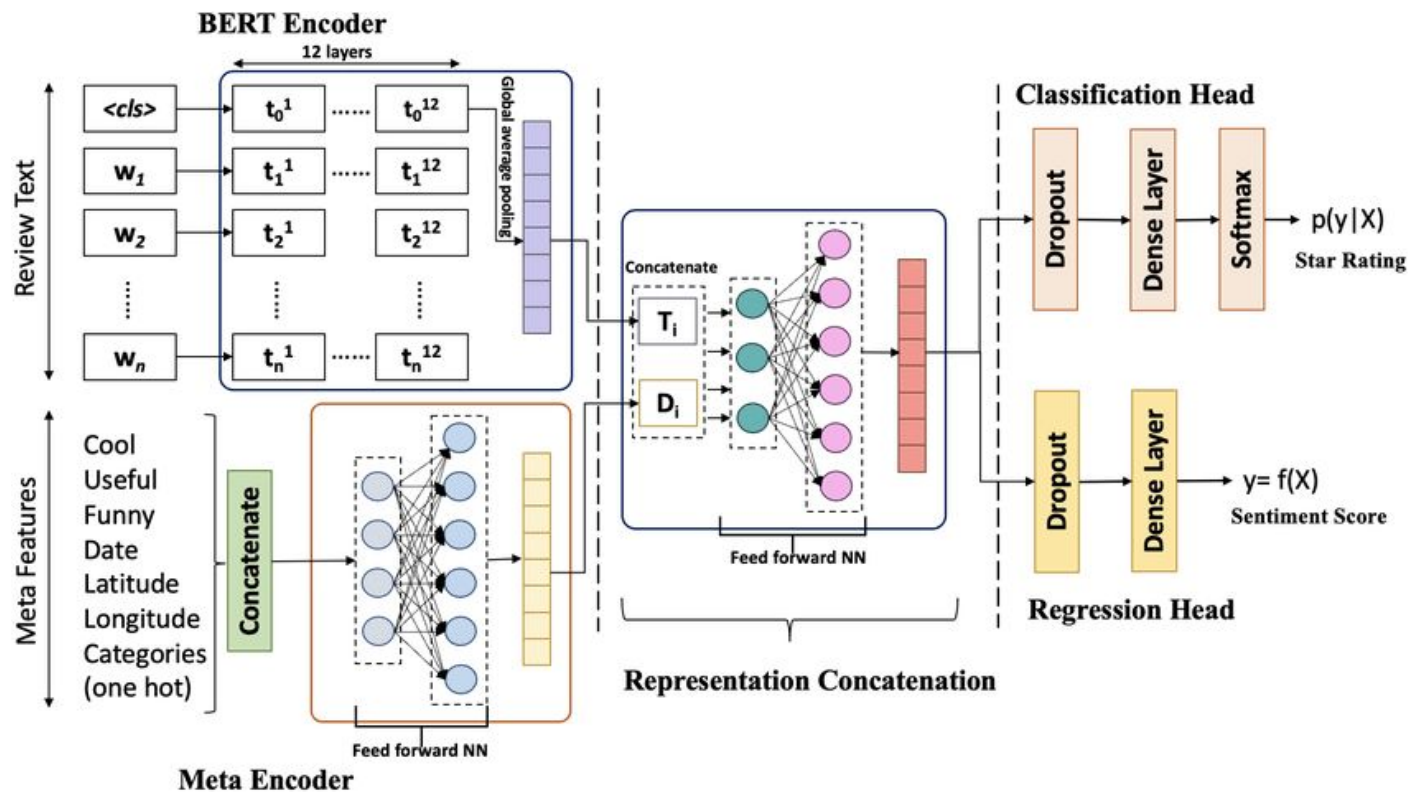 BERT Encoder
12 layers
Review Text
<cls>
t₀¹ ...... t₀¹²
w₁
t₁¹ ...... t₁¹²
w₂
t₂¹ t₂¹²
......
...... ......
wₙ
tₙ¹ ...... tₙ¹²
Global average pooling
Meta Features
Cool
Useful
Funny
Date
Latitude
Longitude
Categories
(one hot)
Concatenate
Feed forward NN
Meta Encoder
Concatenate
Tᵢ
Dᵢ
Feed forward NN
Representation Concatenation
Classification Head
Dropout
Dense Layer
Softmax
p(y|X)
Star Rating
Dropout
Dense Layer
y= f(X)
Sentiment Score
Regression Head